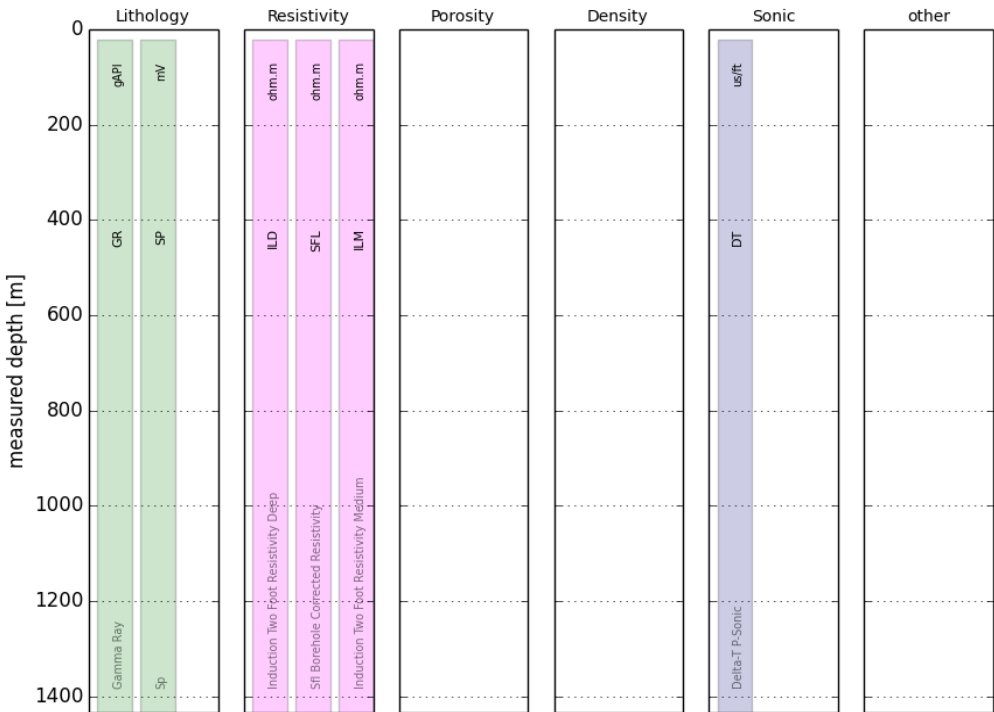 Lithology
Resistivity
Porosity
Density
Sonic
other
measured depth [m]
0
200
400
600
800
1000
1200
1400
gAPI
GR
Gamma Ray
mV
SP
Sp
ohm.m
ILD
Induction Two Foot Resistivity Deep
ohm.m
SFL
Sfl Borehole Corrected Resistivity
ohm.m
ILM
Induction Two Foot Resistivity Medium
us/ft
DT
Delta-T P-Sonic